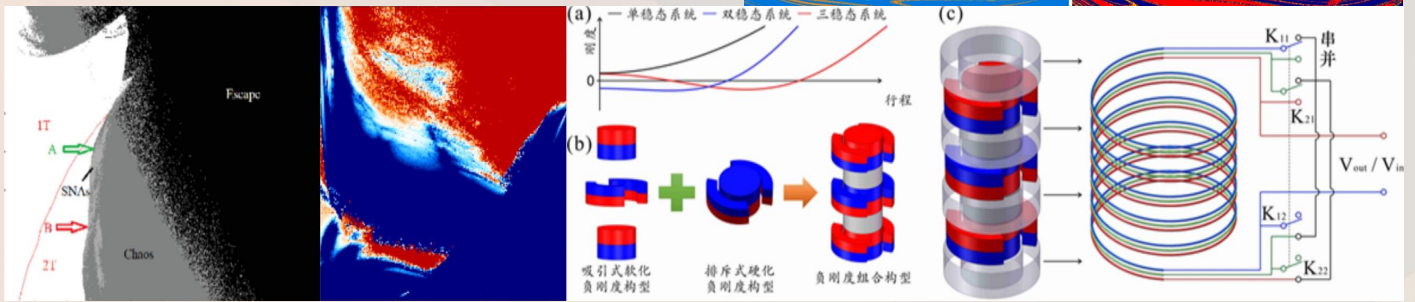 1T
A
SNAs
B
2T
Chaos
Escape
(a)
单稳态系统
双稳态系统
三稳态系统
刚度
0
行程
(b)
吸引式软化
负刚度构型
排斥式硬化
负刚度构型
负刚度组合构型
(c)
K11
串
并
K21
Vout / Vin
K12
K22